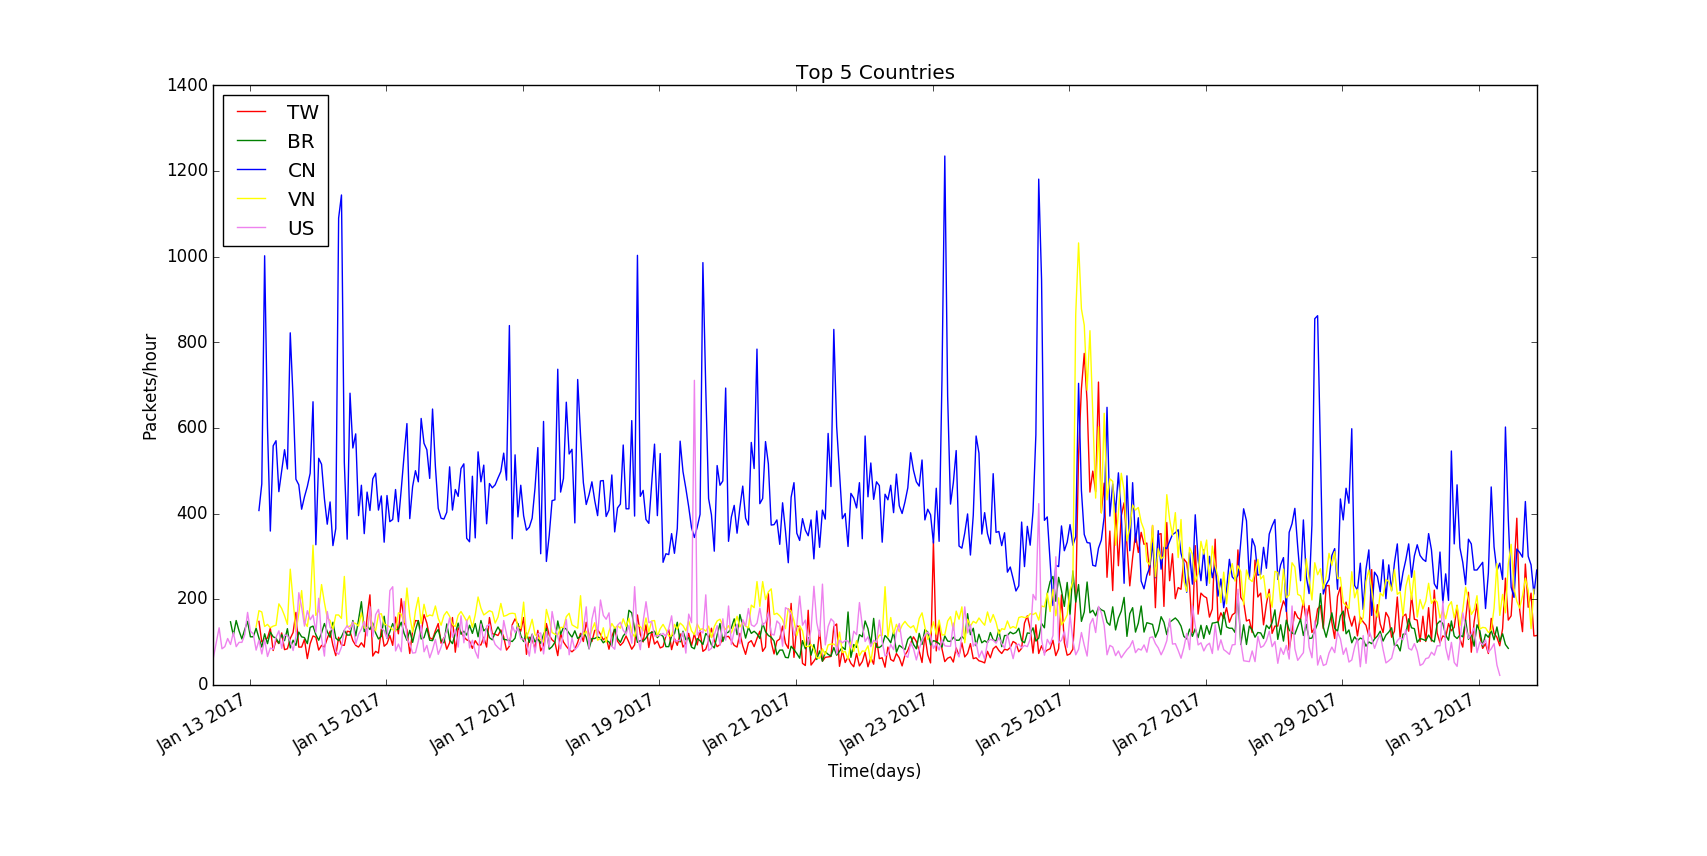 Top 5 Countries
1400
1200
1000
800
600
400
200
0
Packets/hour
TW
BR
CN
VN
US
Jan 13 2017
Jan 15 2017
Jan 17 2017
Jan 19 2017
Jan 21 2017
Jan 23 2017
Jan 25 2017
Jan 27 2017
Jan 29 2017
Jan 31 2017
Time(days)